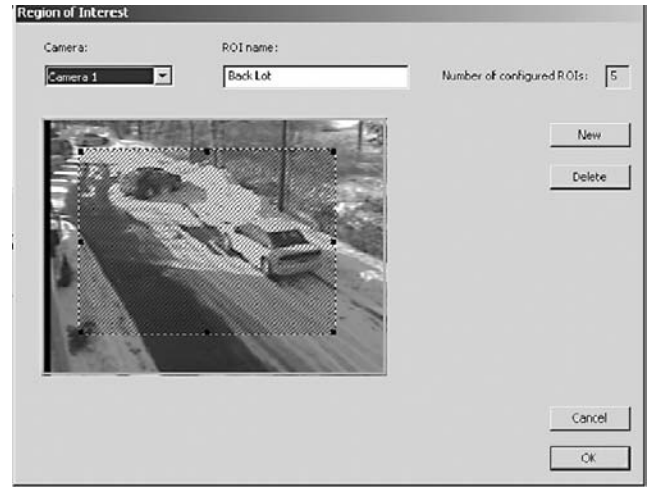 Region of Interest
Camera:
ROI name:
Camera 1
Back Lot
Number of configured ROIs:
5
New
Delete
Cancel
OK